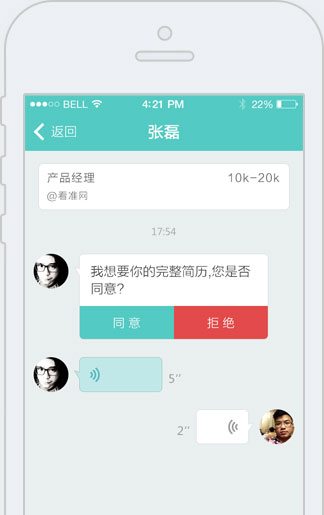 BELL 4:21 PM 22%
返回 张磊
产品经理 10k-20k
@看准网
17:54
我想要你的完整简历,您是否
同意?
同意 拒绝
5"
2"